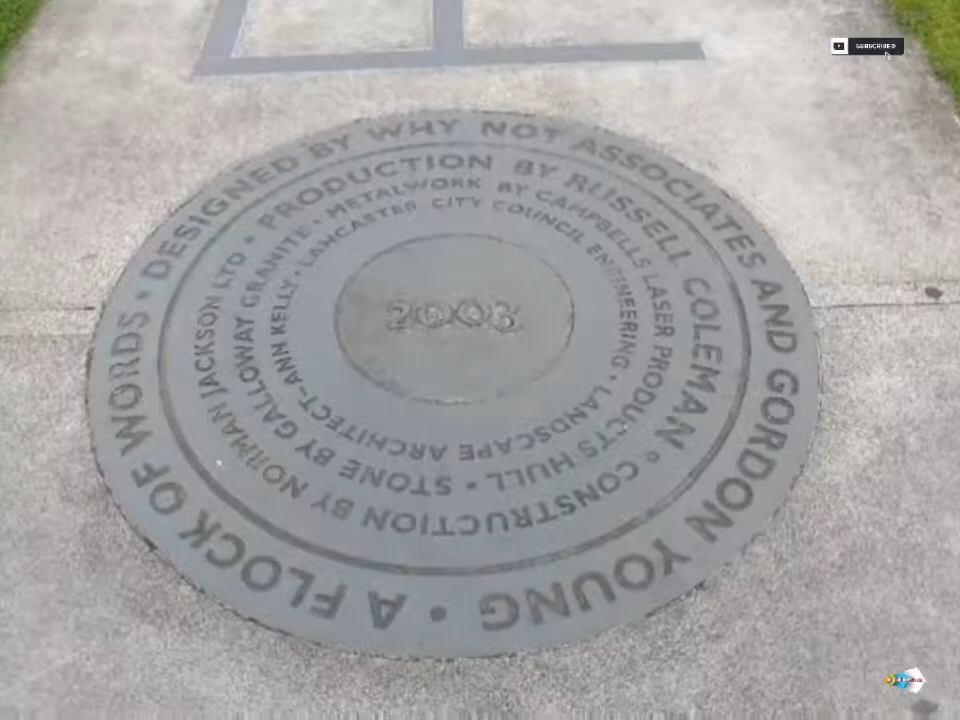 A FLOCK OF WORDS • DESIGNED BY WHY NOT ASSOCIATES AND GORDON YOUNG •
PRODUCTION BY RUSSELL COLEMAN • CONSTRUCTION BY NORMAN JACKSON LTD •
METALWORK BY CAMPBELLS LASER PRODUCTS HULL • STONE BY GALLOWAY GRANITE •
LANCASTER CITY COUNCIL ENGINEERING • LANDSCAPE ARCHITECT-ANN KELLY •
2003
SUBSCRIBED